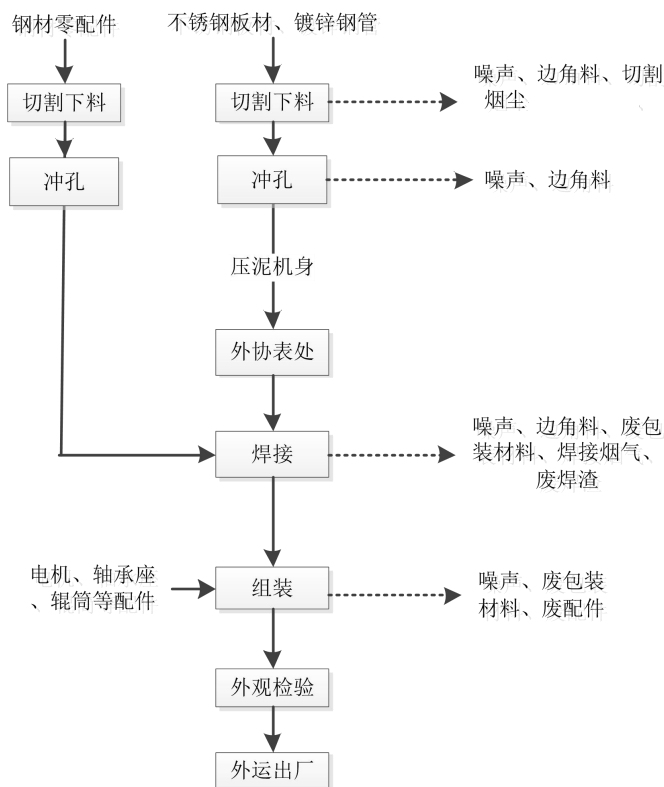 钢材零配件
不锈钢板材、镀锌钢管
切割下料
切割下料
噪声、边角料、切割
烟尘
冲孔
冲孔
噪声、边角料
压泥机身
外协表处
焊接
噪声、边角料、废包
装材料、焊接烟气、
废焊渣
电机、轴承座
、辊筒等配件
组装
噪声、废包装
材料、废配件
外观检验
外运出厂